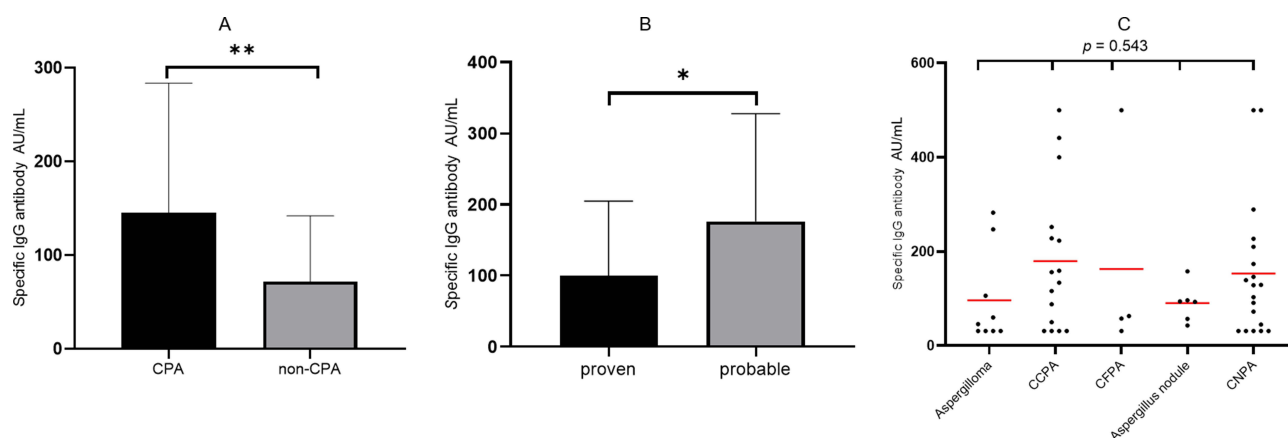 A
**
Specific IgG antibody AU/mL
300
200
100
0
CPA
non-CPA
B
*
Specific IgG antibody AU/mL
400
300
200
100
0
proven
probable
C
p = 0.543
Specific IgG antibody AU/mL
600
400
200
0
Aspergilloma
CCPA
CFPA
Aspergillus nodule
CNPA